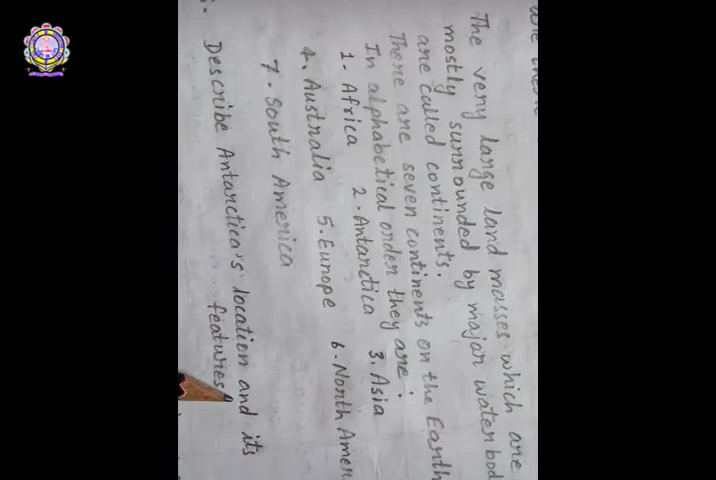 The very large land masses which are
mostly surrounded by major water bod
are called continents.
There are seven continents on the Earth
In alphabetical order they are:
1. Africa 2. Antarctica 3. Asia
4. Australia 5. Europe 6. North Amer
7. South America
Describe Antarctica's location and its
features